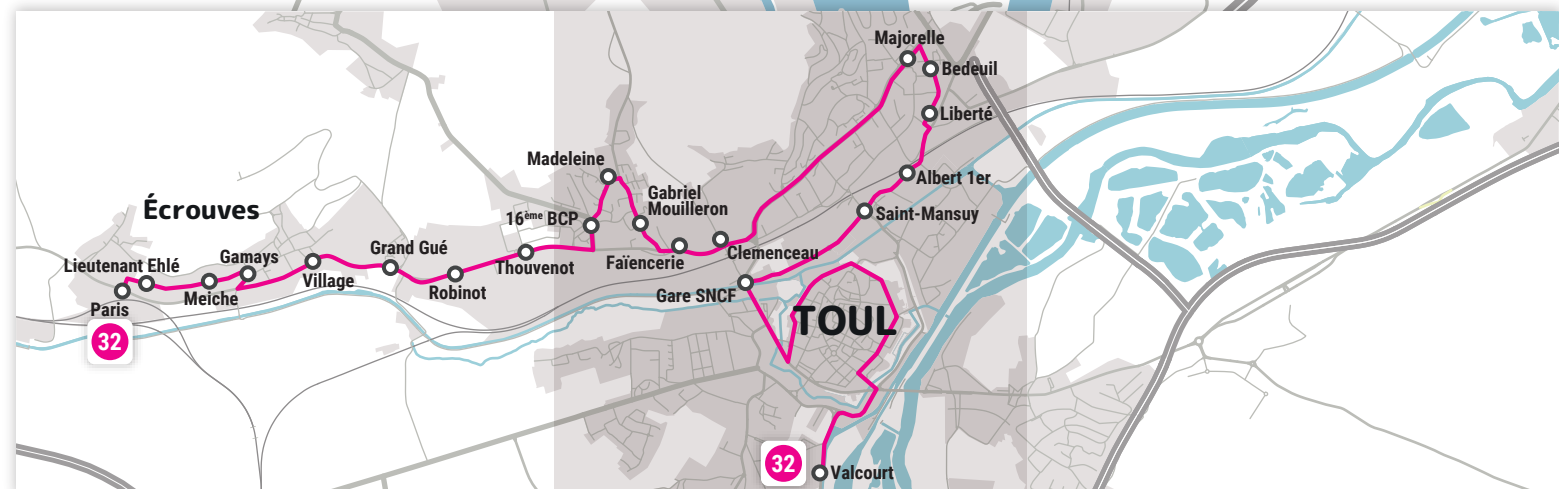 Majorelle
Bedeuil
Liberté
Madeleine
Albert 1er
Gabriel
Mouilleron
Écrouves
16ème BCP
Saint-Mansuy
Grand Gué
Gamays
Clemenceau
Lieutenant Ehlé
Thouvenot
Faïencerie
Village
Robinot
Meiche
Gare SNCF
Paris
TOUL
32
32
Valcourt